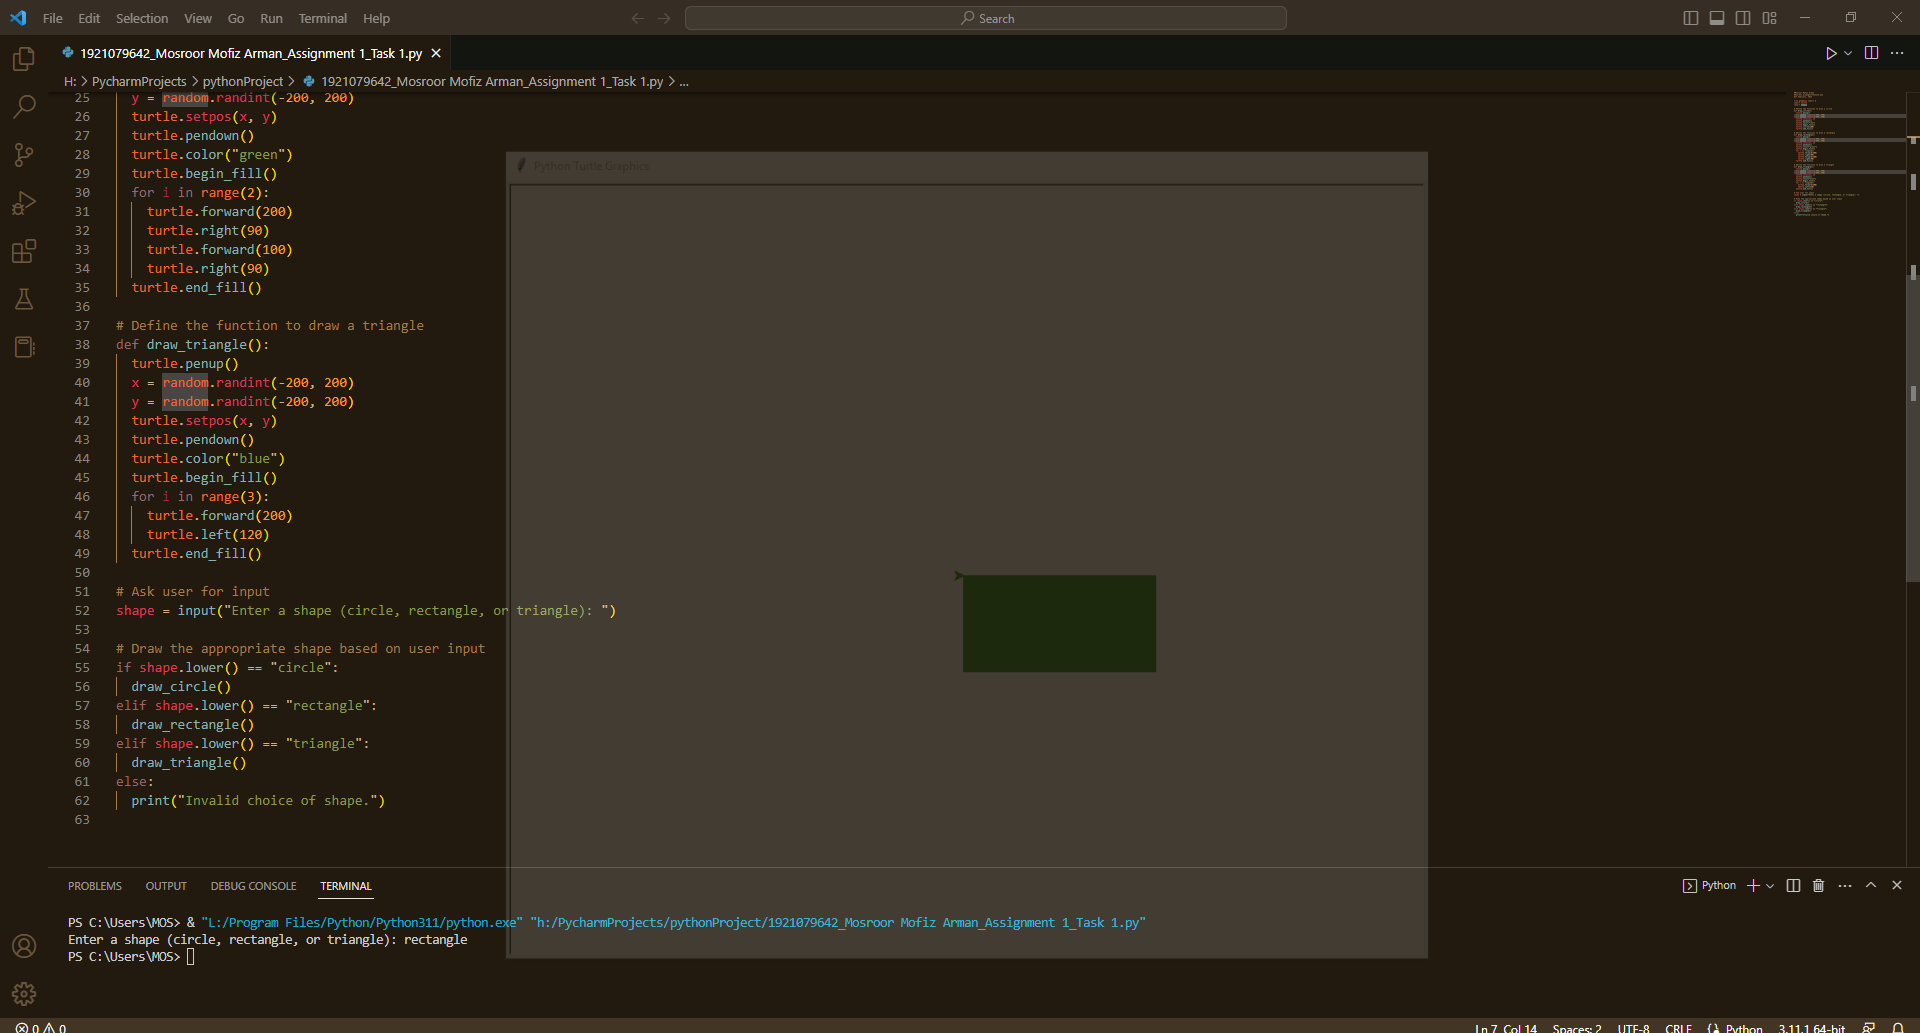 File Edit Selection View Go Run Terminal Help
Search
1921079642_Mosroor Mofiz Arman_Assignment 1_Task 1.py
H: > PycharmProjects > pythonProject > 1921079642_Mosroor Mofiz Arman_Assignment 1_Task 1.py > ...
25 y = random.randint(-200, 200)
26 turtle.setpos(x, y)
27 turtle.pendown()
28 turtle.color("green")
Python Turtle Graphics
29 turtle.begin_fill()
30 for i in range(2):
31 turtle.forward(200)
32 turtle.right(90)
33 turtle.forward(100)
34 turtle.right(90)
35 turtle.end_fill()
36
37 # Define the function to draw a triangle
38 def draw_triangle():
39 turtle.penup()
40 x = random.randint(-200, 200)
41 y = random.randint(-200, 200)
42 turtle.setpos(x, y)
43 turtle.pendown()
44 turtle.color("blue")
45 turtle.begin_fill()
46 for i in range(3):
47 turtle.forward(200)
48 turtle.left(120)
49 turtle.end_fill()
50
51 # Ask user for input
52 shape = input("Enter a shape (circle, rectangle, or triangle): ")
53
54 # Draw the appropriate shape based on user input
55 if shape.lower() == "circle":
56 draw_circle()
57 elif shape.lower() == "rectangle":
58 draw_rectangle()
59 elif shape.lower() == "triangle":
60 draw_triangle()
61 else:
62 print("Invalid choice of shape.")
63
PROBLEMS OUTPUT DEBUG CONSOLE TERMINAL
Python
PS C:\Users\MOS> & "L:/Program Files/Python/Python311/python.exe" "h:/PycharmProjects/pythonProject/1921079642_Mosroor Mofiz Arman_Assignment 1_Task 1.py"
Enter a shape (circle, rectangle, or triangle): rectangle
PS C:\Users\MOS>
0 0 Ln 7, Col 14 Spaces: 2 UTF-8 CRLF Python 3.11.1 64-bit